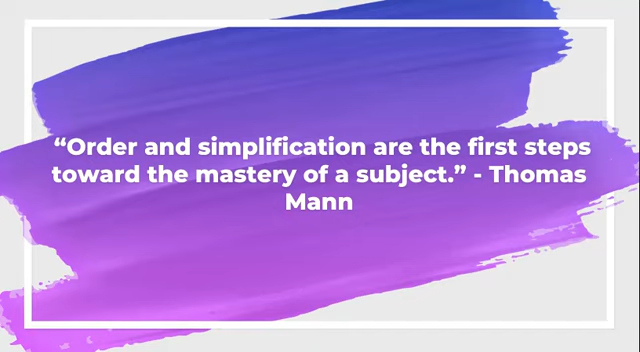 “Order and simplification are the first steps
toward the mastery of a subject.” - Thomas
Mann